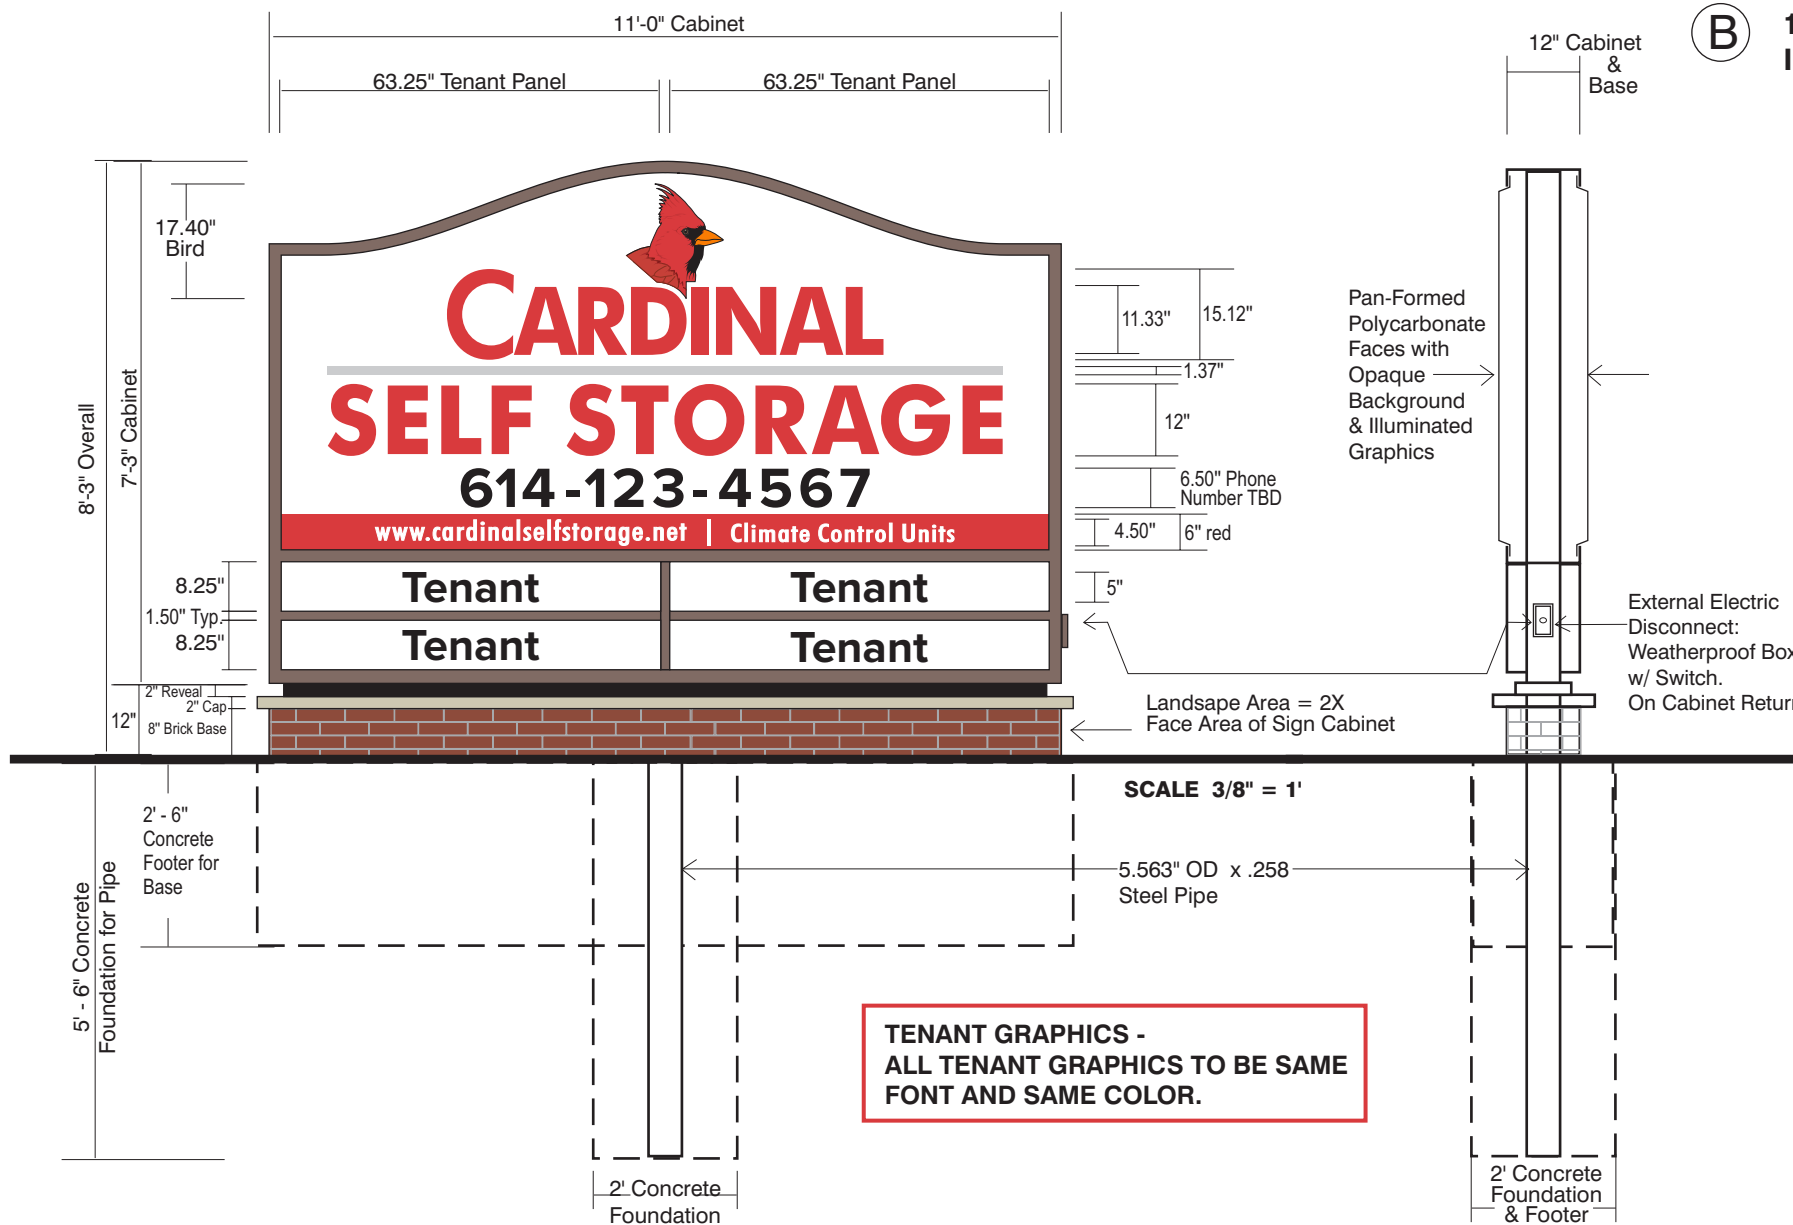 11'-0" Cabinet
63.25" Tenant Panel
63.25" Tenant Panel
12" Cabinet
&
Base
B
17.40"
Bird
8'-3" Overall
7'-3" Cabinet
CARDINAL
SELF STORAGE
614-123-4567
www.cardinalselfstorage.net | Climate Control Units
Tenant
Tenant
Tenant
Tenant
8.25"
1.50" Typ.
8.25"
2" Reveal
2" Cap
12"
8" Brick Base
11.33"
15.12"
1.37"
12"
6.50" Phone
Number TBD
4.50"
6" red
5"
Pan-Formed
Polycarbonate
Faces with
Opaque
Background
& Illuminated
Graphics
External Electric
Disconnect:
Weatherproof Box
w/ Switch.
On Cabinet Return
Landsape Area = 2X
Face Area of Sign Cabinet
SCALE 3/8" = 1'
2' - 6"
Concrete
Footer for
Base
5' - 6" Concrete
Foundation for Pipe
5.563" OD x .258
Steel Pipe
TENANT GRAPHICS -
ALL TENANT GRAPHICS TO BE SAME
FONT AND SAME COLOR.
2' Concrete
Foundation
2' Concrete
Foundation
& Footer